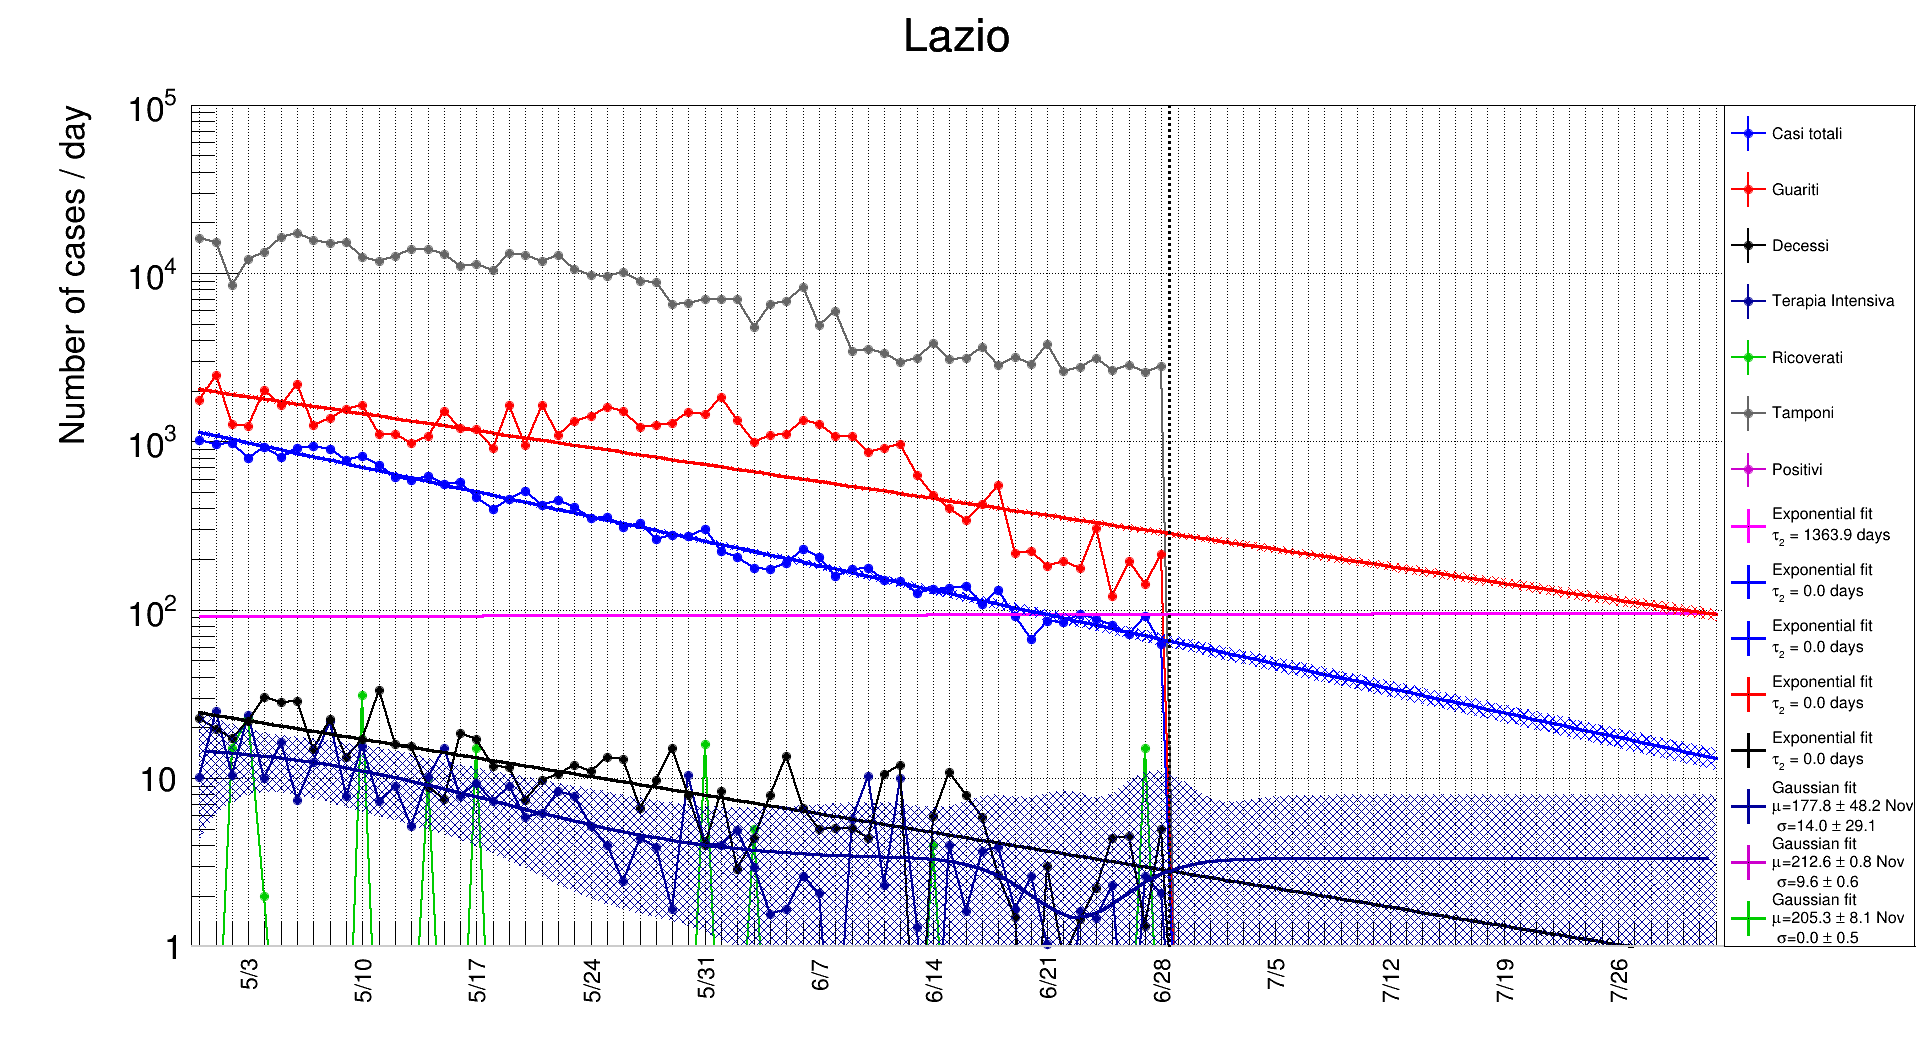 Lazio
Number of cases / day
10^5
10^4
10^3
10^2
10
1
5/3
5/10
5/17
5/24
5/31
6/7
6/14
6/21
6/28
7/5
7/12
7/19
7/26
Casi totali
Guariti
Decessi
Terapia Intensiva
Ricoverati
Tamponi
Positivi
Exponential fit
τ₂ = 1363.9 days
Exponential fit
τ₂ = 0.0 days
Exponential fit
τ₂ = 0.0 days
Exponential fit
τ₂ = 0.0 days
Exponential fit
τ₂ = 0.0 days
Gaussian fit
μ=177.8 ± 48.2 Nov
σ=14.0 ± 29.1
Gaussian fit
μ=212.6 ± 0.8 Nov
σ=9.6 ± 0.6
Gaussian fit
μ=205.3 ± 8.1 Nov
σ=0.0 ± 0.5